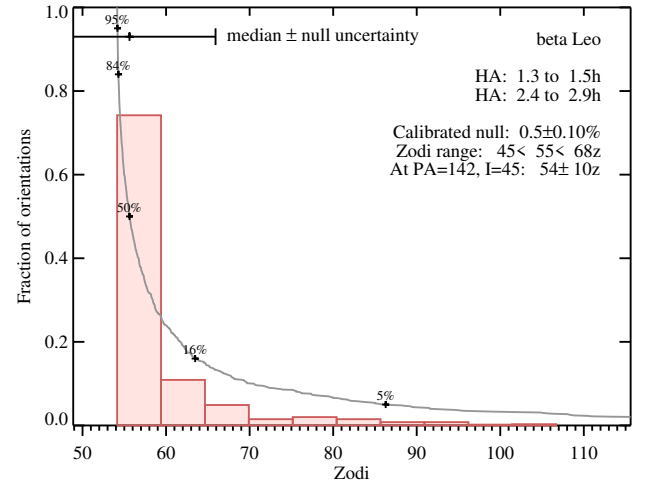 1.0
0.8
0.6
0.4
0.2
0.0
Fraction of orientations
95%
84%
50%
16%
5%
median ± null uncertainty
beta Leo
HA: 1.3 to 1.5h
HA: 2.4 to 2.9h
Calibrated null: 0.5±0.10%
Zodi range: 45< 55< 68z
At PA=142, I=45: 54± 10z
50 60 70 80 90 100 110
Zodi